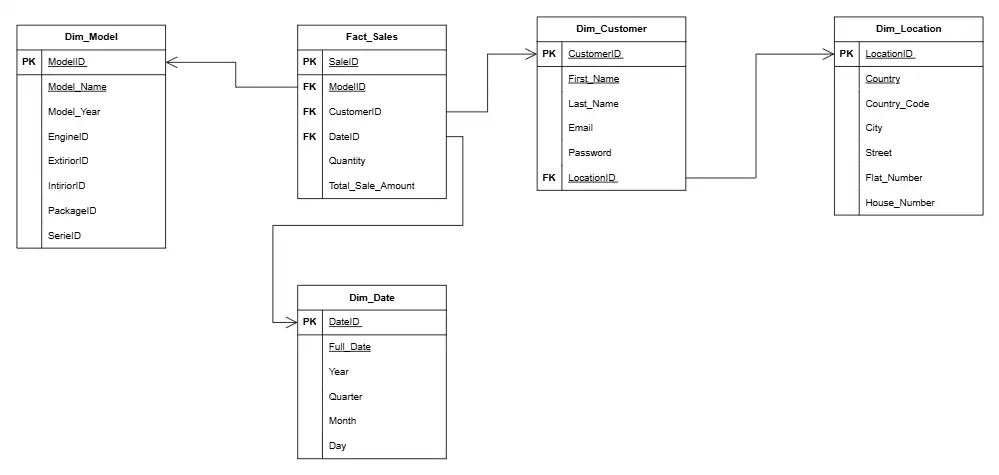 Dim_Model
PK ModelID
Model_Name
Model_Year
EngineID
ExtiriorID
IntiriorID
PackageID
SerieID
Fact_Sales
PK SaleID
FK ModelID
FK CustomerID
FK DateID
Quantity
Total_Sale_Amount
Dim_Customer
PK CustomerID
First_Name
Last_Name
Email
Password
FK LocationID
Dim_Location
PK LocationID
Country
Country_Code
City
Street
Flat_Number
House_Number
Dim_Date
PK DateID
Full_Date
Year
Quarter
Month
Day